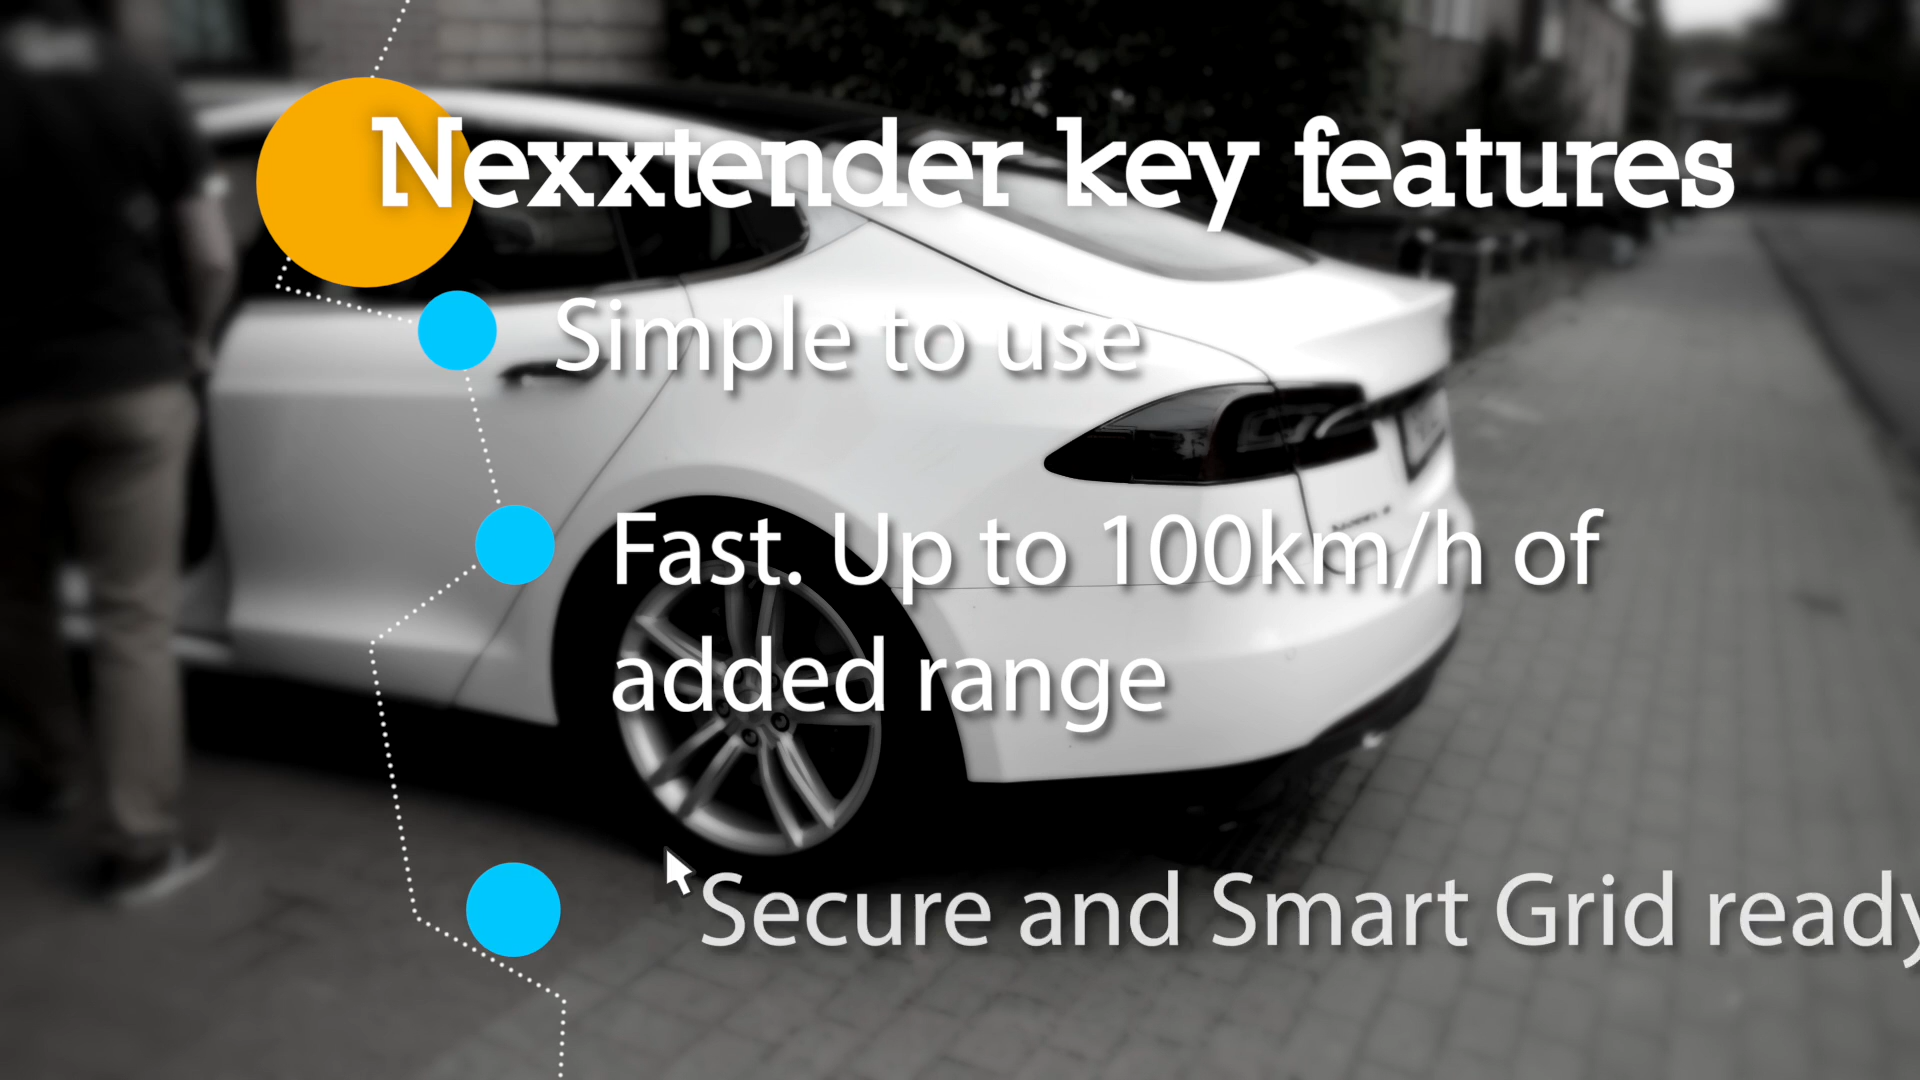 Nexxtender key features
Simple to use
Fast. Up to 100km/h of
added range
Secure and Smart Grid ready